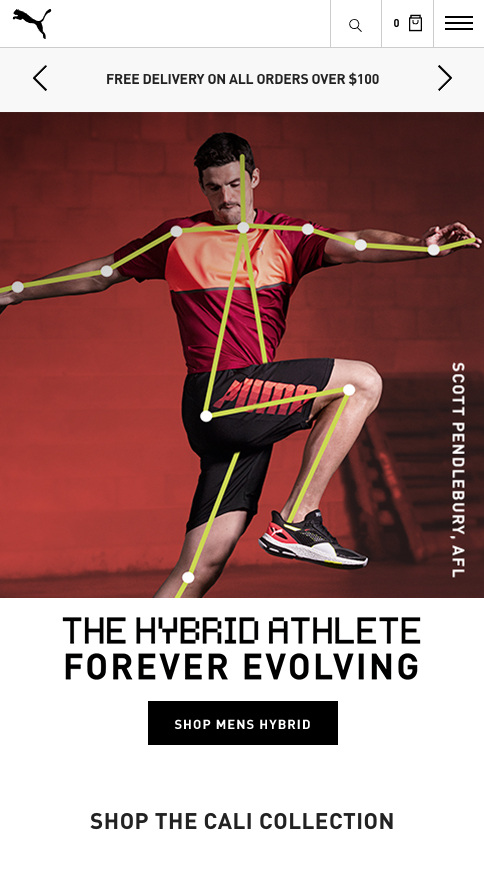 0
FREE DELIVERY ON ALL ORDERS OVER $100
PUMA
SCOTT PENDLEBURY, AFL
THE HYBRID ATHLETE
FOREVER EVOLVING
SHOP MENS HYBRID
SHOP THE CALI COLLECTION